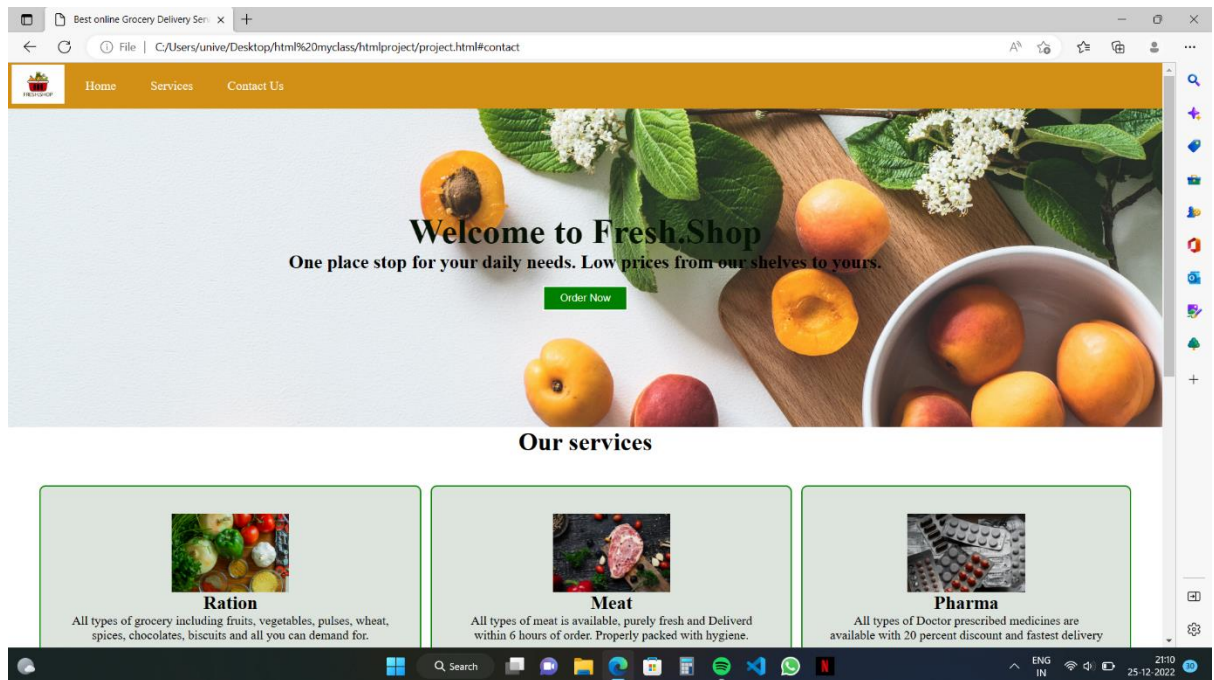 Best online Grocery Delivery Serv
File | C:/Users/unive/Desktop/html%20myclass/htmlproject/project.html#contact
FRESHSHOP
Home Services Contact Us
Welcome to Fresh.Shop
One place stop for your daily needs. Low prices from our shelves to yours.
Order Now
Our services
Ration
All types of grocery including fruits, vegetables, pulses, wheat,
spices, chocolates, biscuits and all you can demand for.
Meat
All types of meat is available, purely fresh and Deliverd
within 6 hours of order. Properly packed with hygiene.
Pharma
All types of Doctor prescribed medicines are
available with 20 percent discount and fastest delivery
Search
ENG
IN
21:10
25-12-2022
30